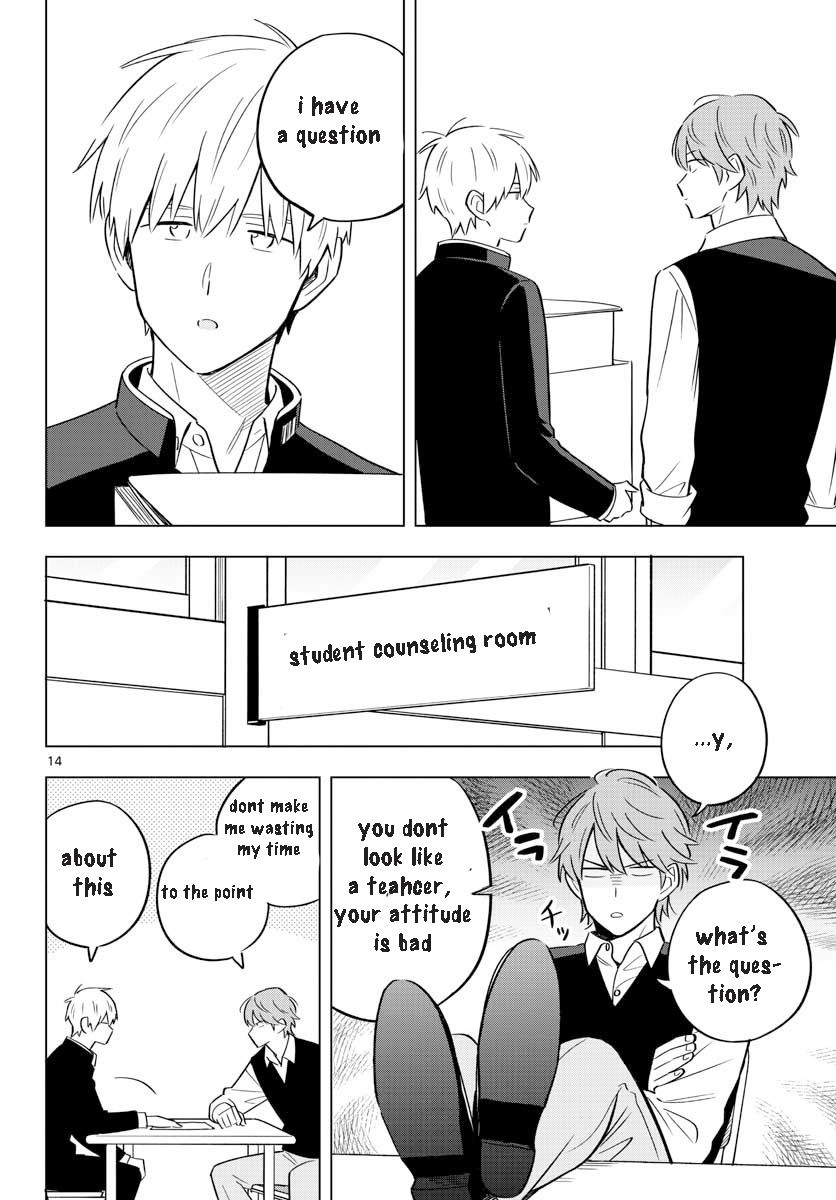 i have
a question
student counseling room
...y,
what's
the ques-
tion?
イラ
イラ
チッ
you dont
look like
a teahcer,
your attitude
is bad
dont make
me wasting
my time
to the point
about
this
14